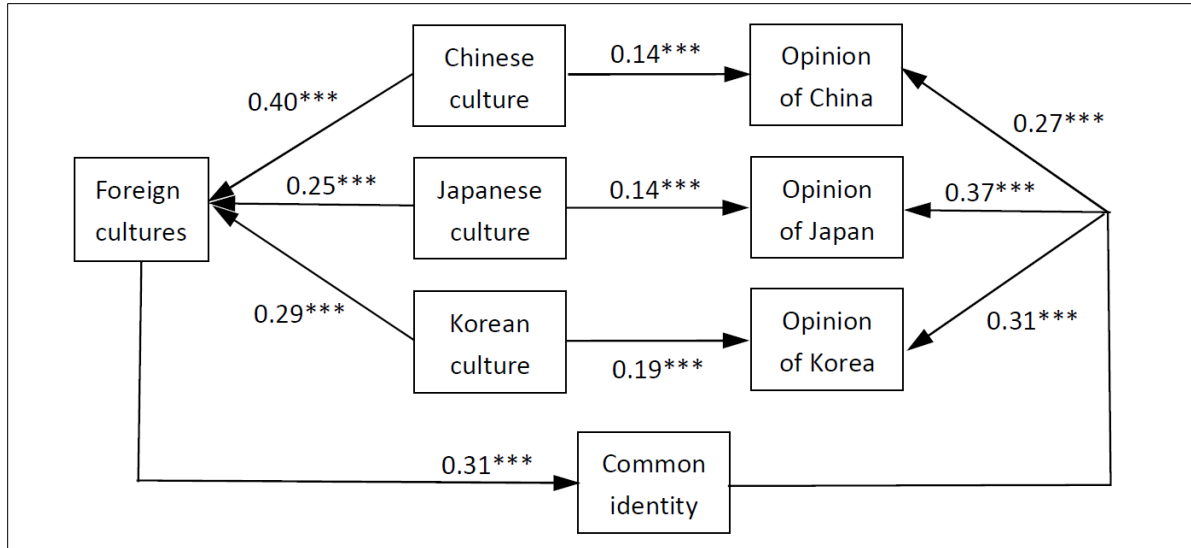 Chinese
culture
0.14***
Opinion
of China
0.40***
0.27***
Foreign
cultures
0.25***
Japanese
culture
0.14***
Opinion
of Japan
0.37***
0.29***
Korean
culture
0.19***
Opinion
of Korea
0.31***
0.31***
Common
identity